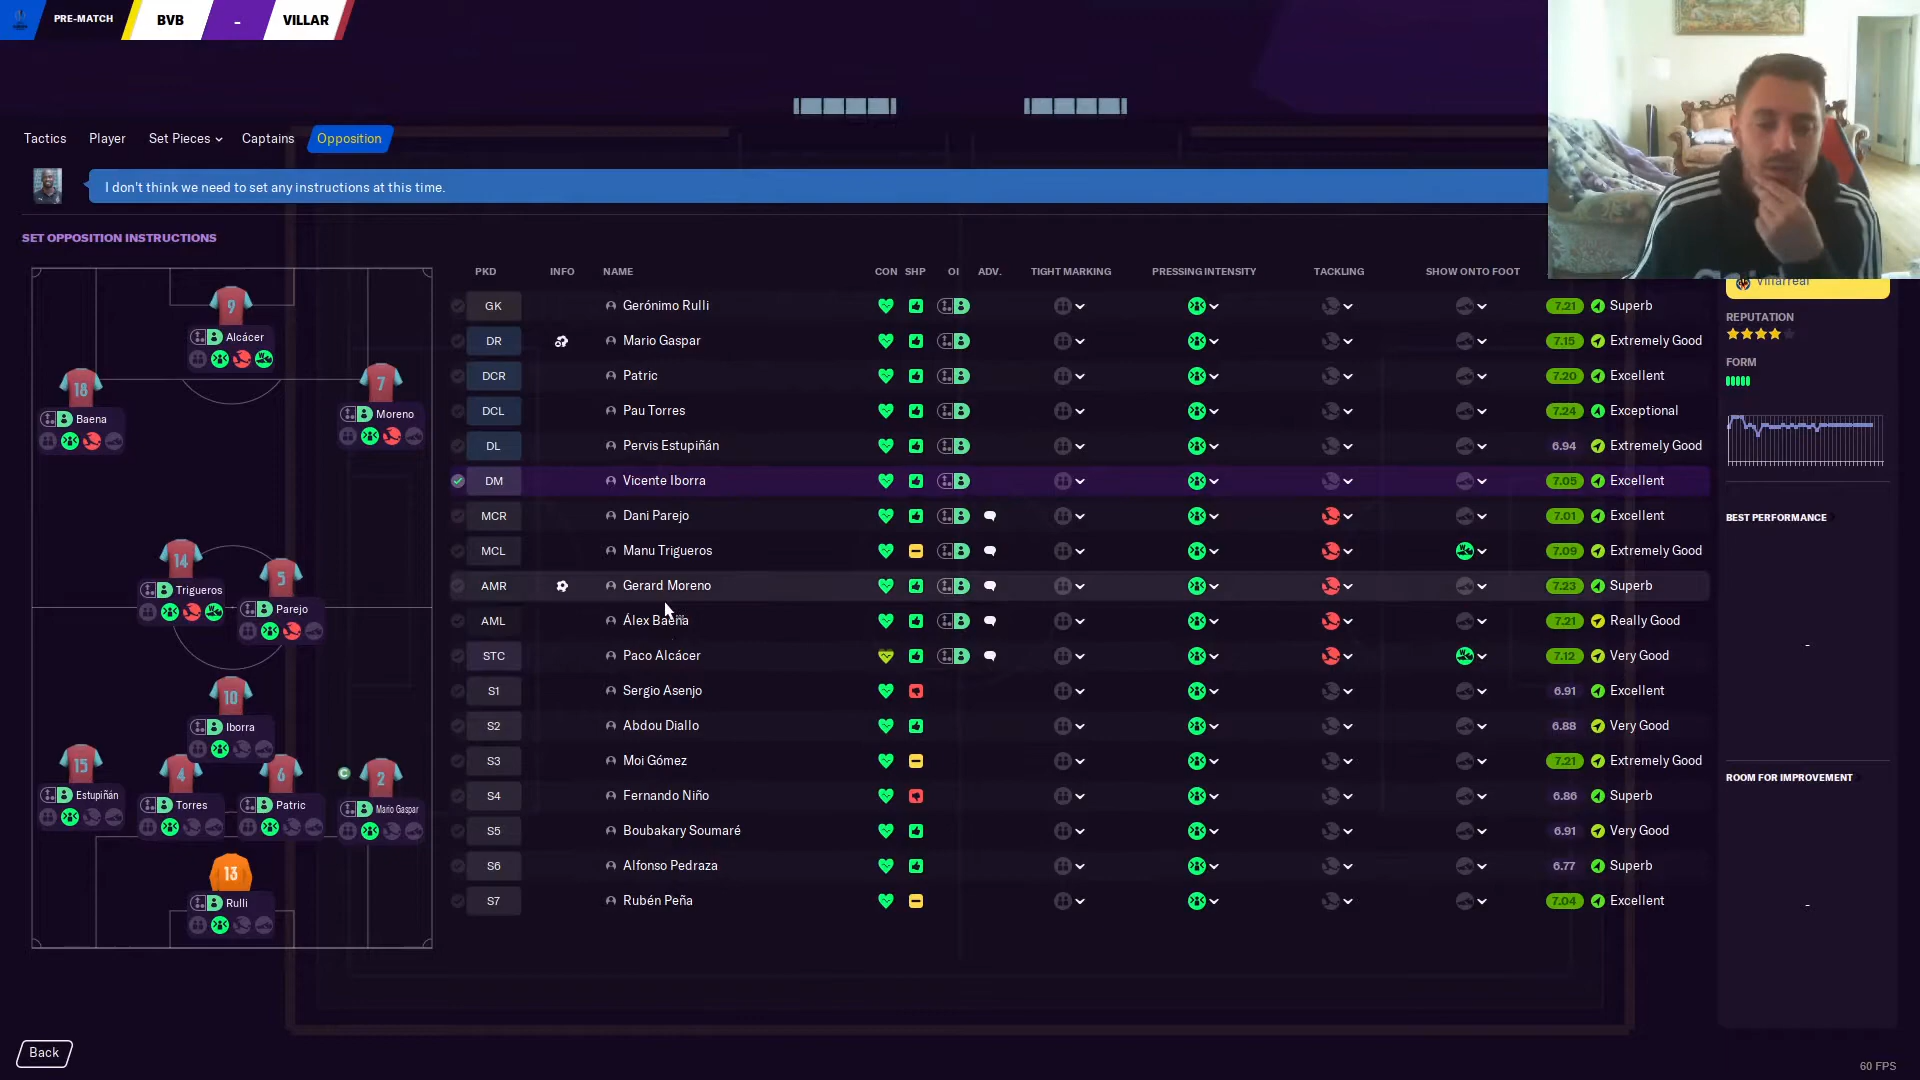 PRE-MATCH
BVB
-
VILLAR
Tactics
Player
Set Pieces
Captains
Opposition
I don't think we need to set any instructions at this time.
SET OPPOSITION INSTRUCTIONS
9
Alcácer
18
Baena
7
Moreno
14
Trigueros
5
Parejo
10
Iborra
15
Estupiñán
4
Torres
6
Patric
C
2
Mario Gaspar
13
Rulli
PKD INFO NAME CON SHP OI ADV. TIGHT MARKING PRESSING INTENSITY TACKLING SHOW ONTO FOOT
GK Gerónimo Rulli 7.21 Superb
DR Mario Gaspar 7.15 Extremely Good
DCR Patric 7.20 Excellent
DCL Pau Torres 7.24 Exceptional
DL Pervis Estupiñán 6.94 Extremely Good
DM Vicente Iborra 7.05 Excellent
MCR Dani Parejo 7.01 Excellent
MCL Manu Trigueros 7.09 Extremely Good
AMR Gerard Moreno 7.23 Superb
AML Álex Baena 7.21 Really Good
STC Paco Alcácer 7.12 Very Good
S1 Sergio Asenjo 6.91 Excellent
S2 Abdou Diallo 6.88 Very Good
S3 Moi Gómez 7.21 Extremely Good
S4 Fernando Niño 6.86 Superb
S5 Boubakary Soumaré 6.91 Very Good
S6 Alfonso Pedraza 6.77 Superb
S7 Rubén Peña 7.04 Excellent
Villarreal
REPUTATION
FORM
BEST PERFORMANCE
-
ROOM FOR IMPROVEMENT
-
Back
60 FPS